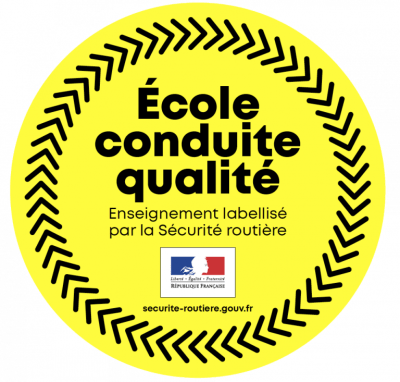 École
conduite
qualité
Enseignement labellisé
par la Sécurité routière
Liberté • Égalité • Fraternité
RÉPUBLIQUE FRANÇAISE
securite-routiere.gouv.fr